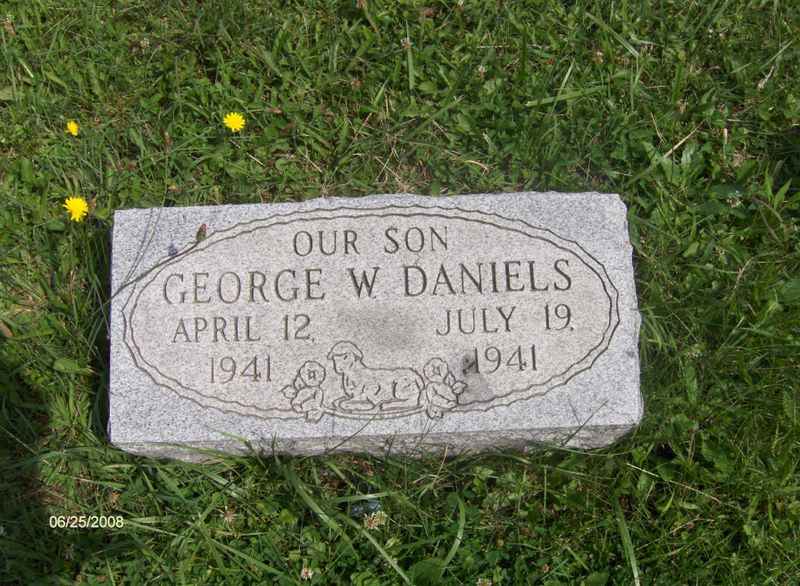 OUR SON
GEORGE W. DANIELS
APRIL 12, JULY 19,
1941 1941
06/25/2008